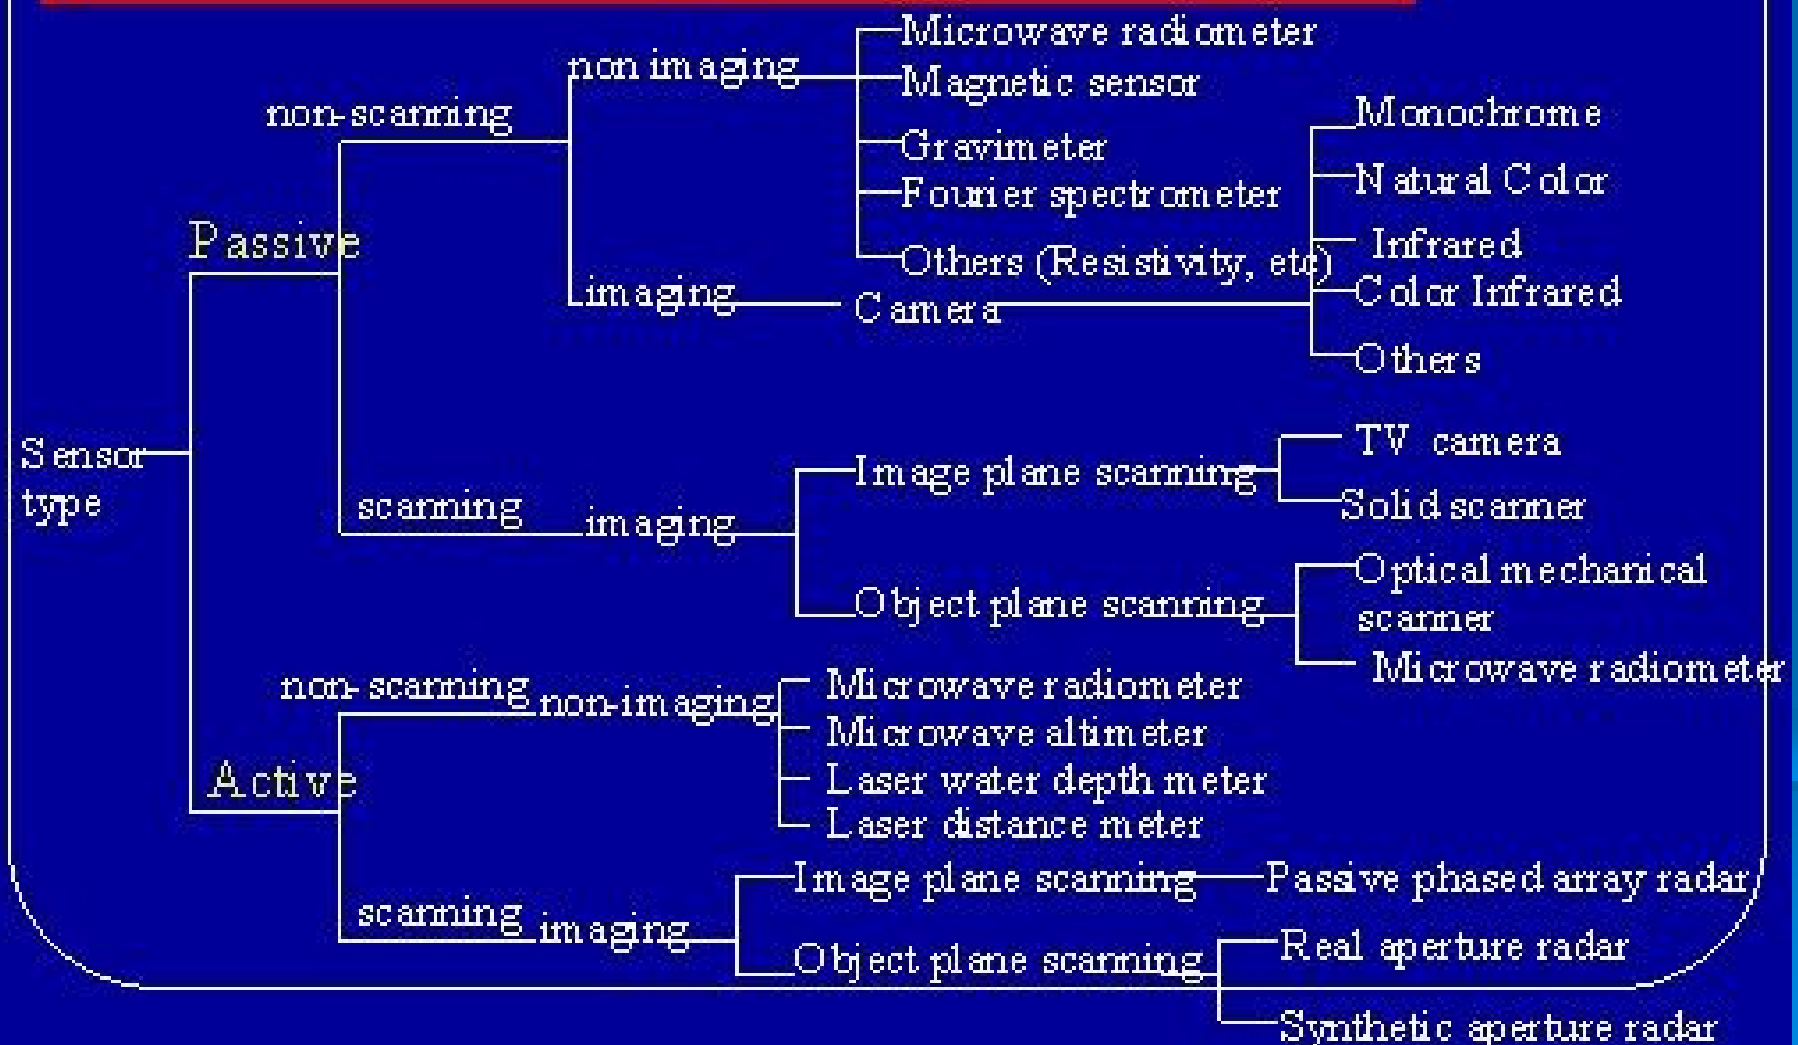 Microwave radiometer
non imaging
Magnetic sensor
non-scanning
Monochrome
Gravimeter
Natural Color
Fourier spectrometer
Passive
Infrared
Others (Resistivity, etc)
imaging
Camera
Color Infrared
Others
TV camera
Sensor
type
Image plane scanning
scanning
imaging
Solid scanner
Optical mechanical
scanner
Object plane scanning
Microwave radiometer
non- scanning
non-imaging
Microwave radiometer
Microwave altimeter
Active
Laser water depth meter
Laser distance meter
Image plane scanning
Passive phased array radar
scanning
imaging
Object plane scanning
Real aperture radar
Synthetic aperture radar